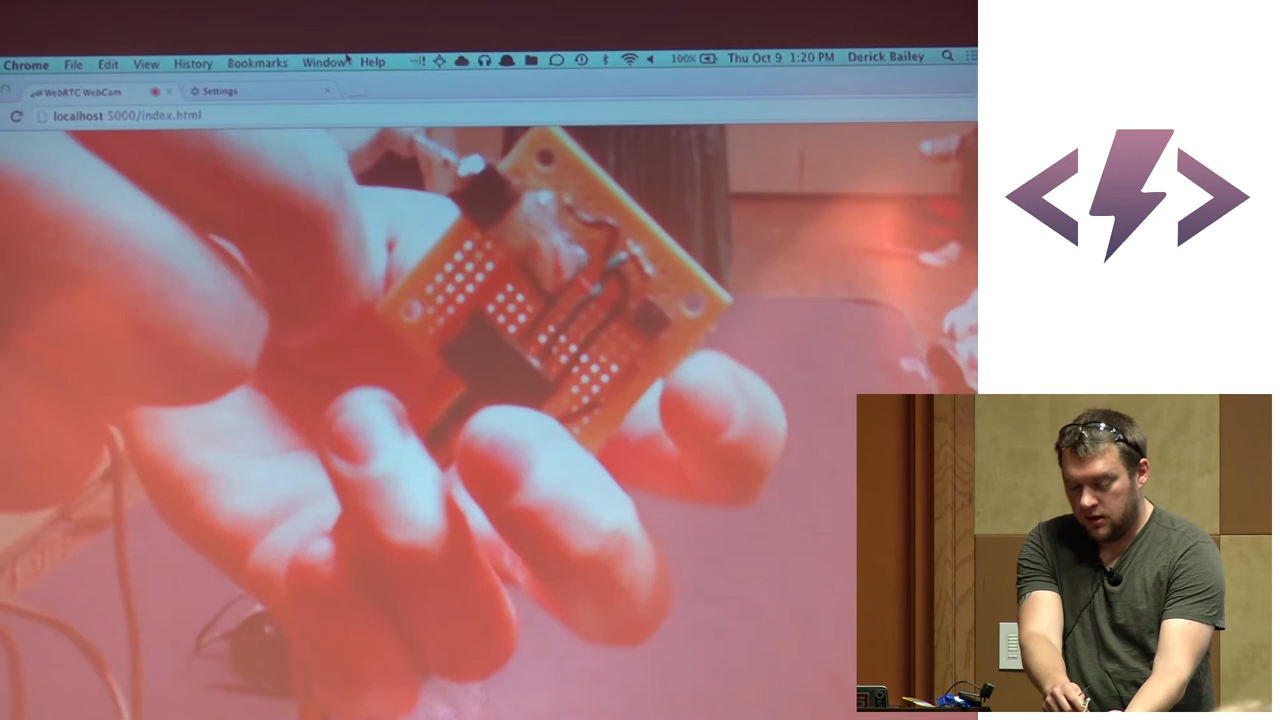 Chrome File Edit View History Bookmarks Window Help 100% Thu Oct 9 1:20 PM Derick Bailey
WebRTC WebCam Settings
localhost:5000/index.html